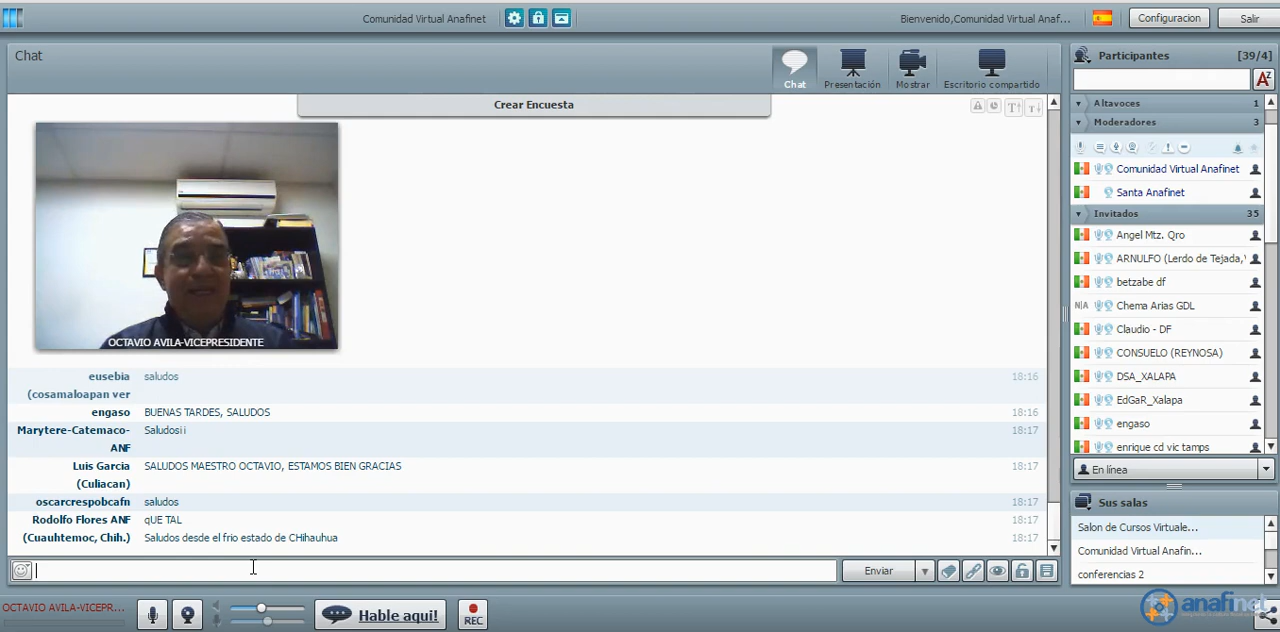 Comunidad Virtual Anafinet
Bienvenido,Comunidad Virtual Anaf...
Configuracion
Salir
Chat
Chat
Presentación
Mostrar
Escritorio compartido
Crear Encuesta
OCTAVIO AVILA-VICEPRESIDENTE
eusebia saludos 18:16
(cosamaloapan ver
engaso BUENAS TARDES, SALUDOS 18:16
Marytere-Catemaco- Saludos¡¡ 18:17
ANF
Luis Garcia SALUDOS MAESTRO OCTAVIO, ESTAMOS BIEN GRACIAS 18:17
(Culiacan)
oscarcrespobcafn saludos 18:17
Rodolfo Flores ANF qUE TAL 18:17
(Cuauhtemoc, Chih.) Saludos desde el frio estado de CHihauhua 18:17
Enviar
OCTAVIO AVILA-VICEPR...
Hable aqui!
REC
Participantes [39/4]
Altavoces 1
Moderadores 3
Comunidad Virtual Anafinet
Santa Anafinet
Invitados 35
Angel Mtz. Qro
ARNULFO (Lerdo de Tejada,
betzabe df
N/A Chema Arias GDL
Claudio - DF
CONSUELO (REYNOSA)
DSA_XALAPA
EdGaR_Xalapa
engaso
enrique cd vic tamps
En línea
Sus salas
Salon de Cursos Virtuale...
Comunidad Virtual Anafin...
conferencias 2
anafinet